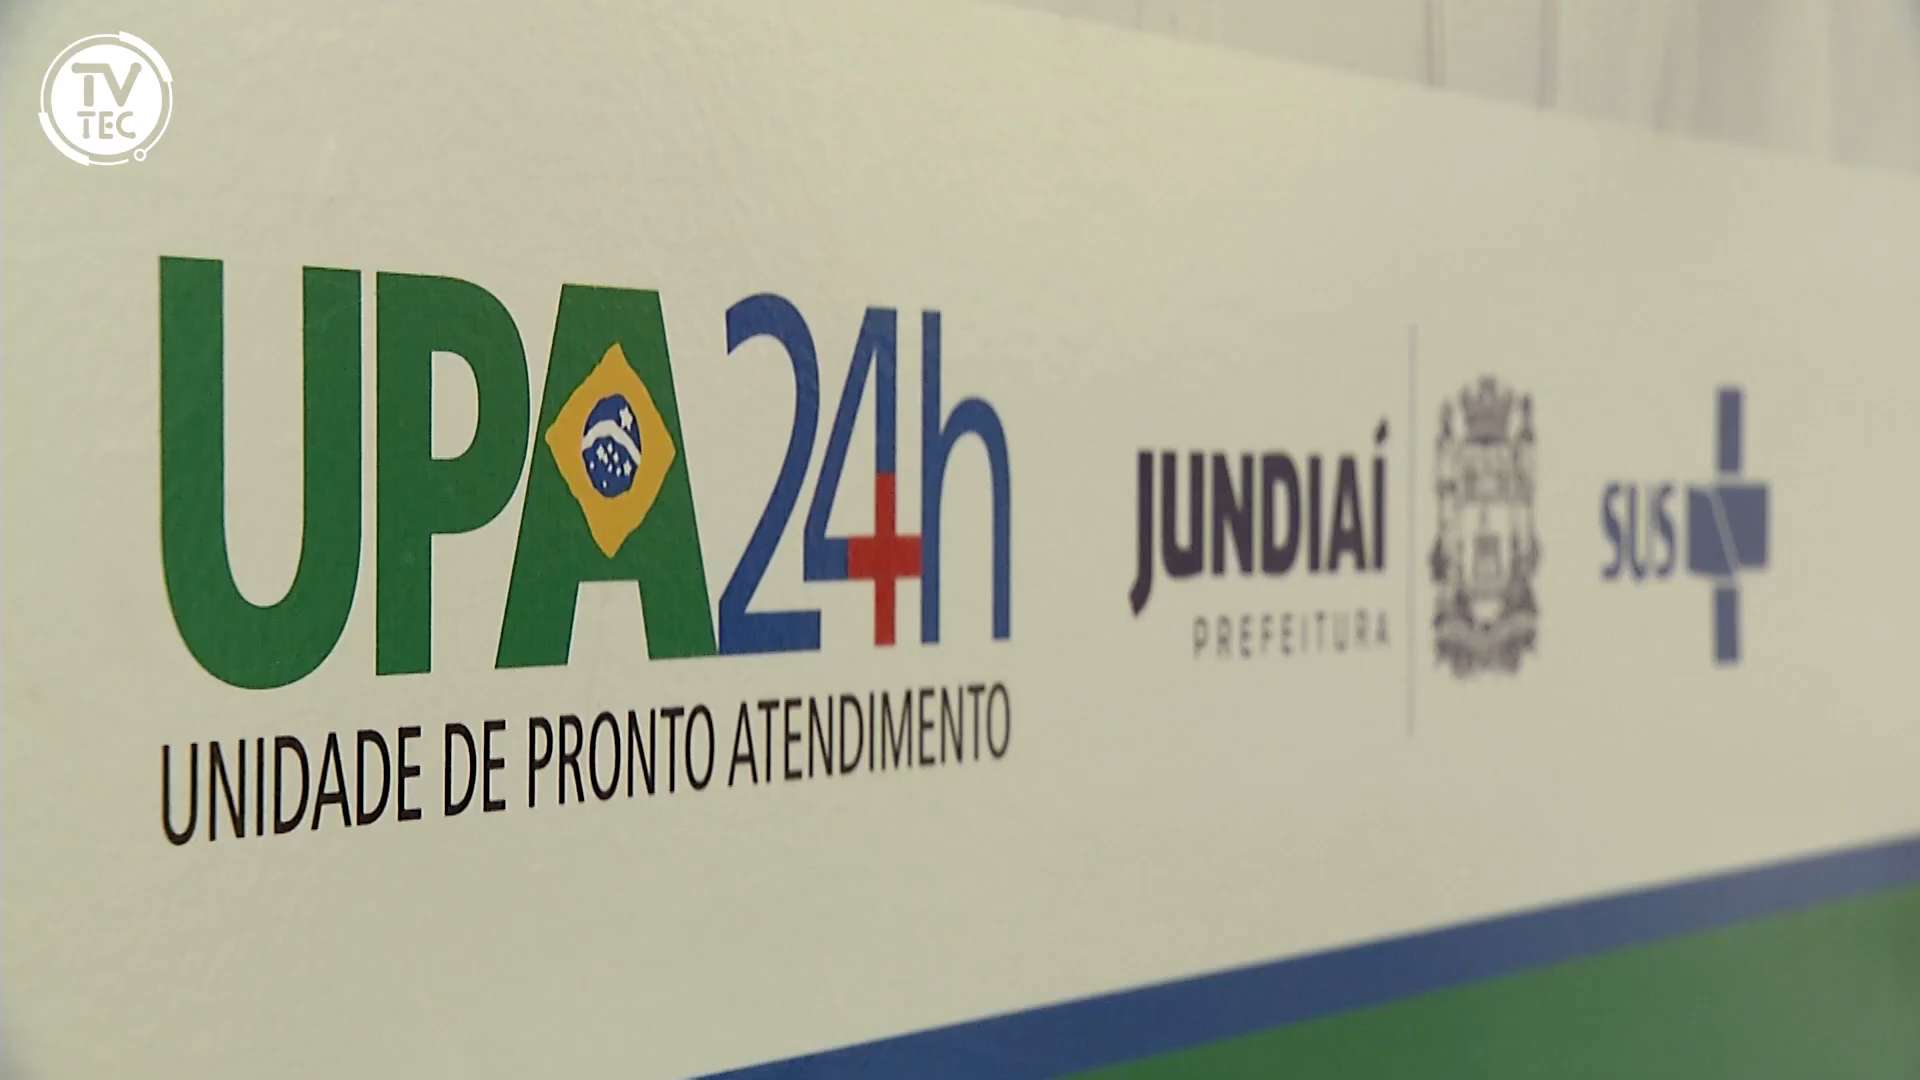 TV
TEC
UPA24h
UNIDADE DE PRONTO ATENDIMENTO
JUNDIAÍ
PREFEITURA
SUS